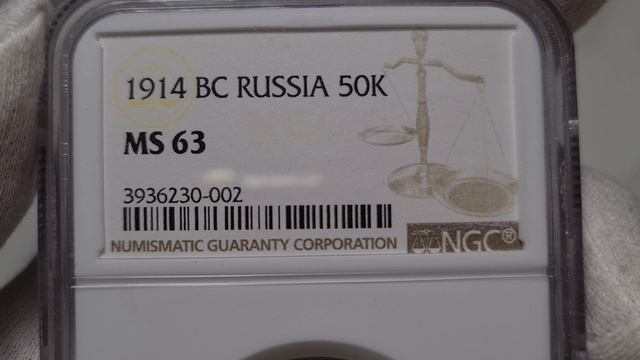 1914 BC RUSSIA 50K
MS 63
3936230-002
NUMISMATIC GUARANTY CORPORATION
NGC®